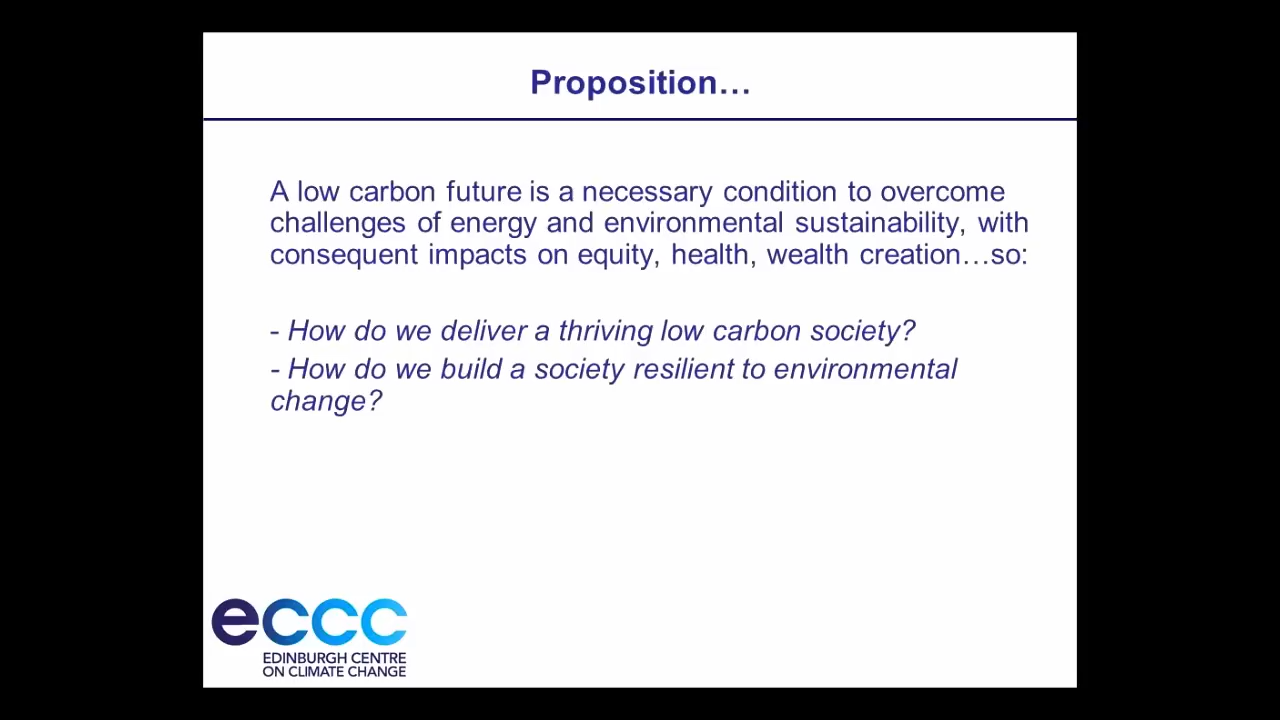 Proposition…
A low carbon future is a necessary condition to overcome
challenges of energy and environmental sustainability, with
consequent impacts on equity, health, wealth creation…so:
- How do we deliver a thriving low carbon society?
- How do we build a society resilient to environmental
change?
eccc
EDINBURGH CENTRE
ON CLIMATE CHANGE